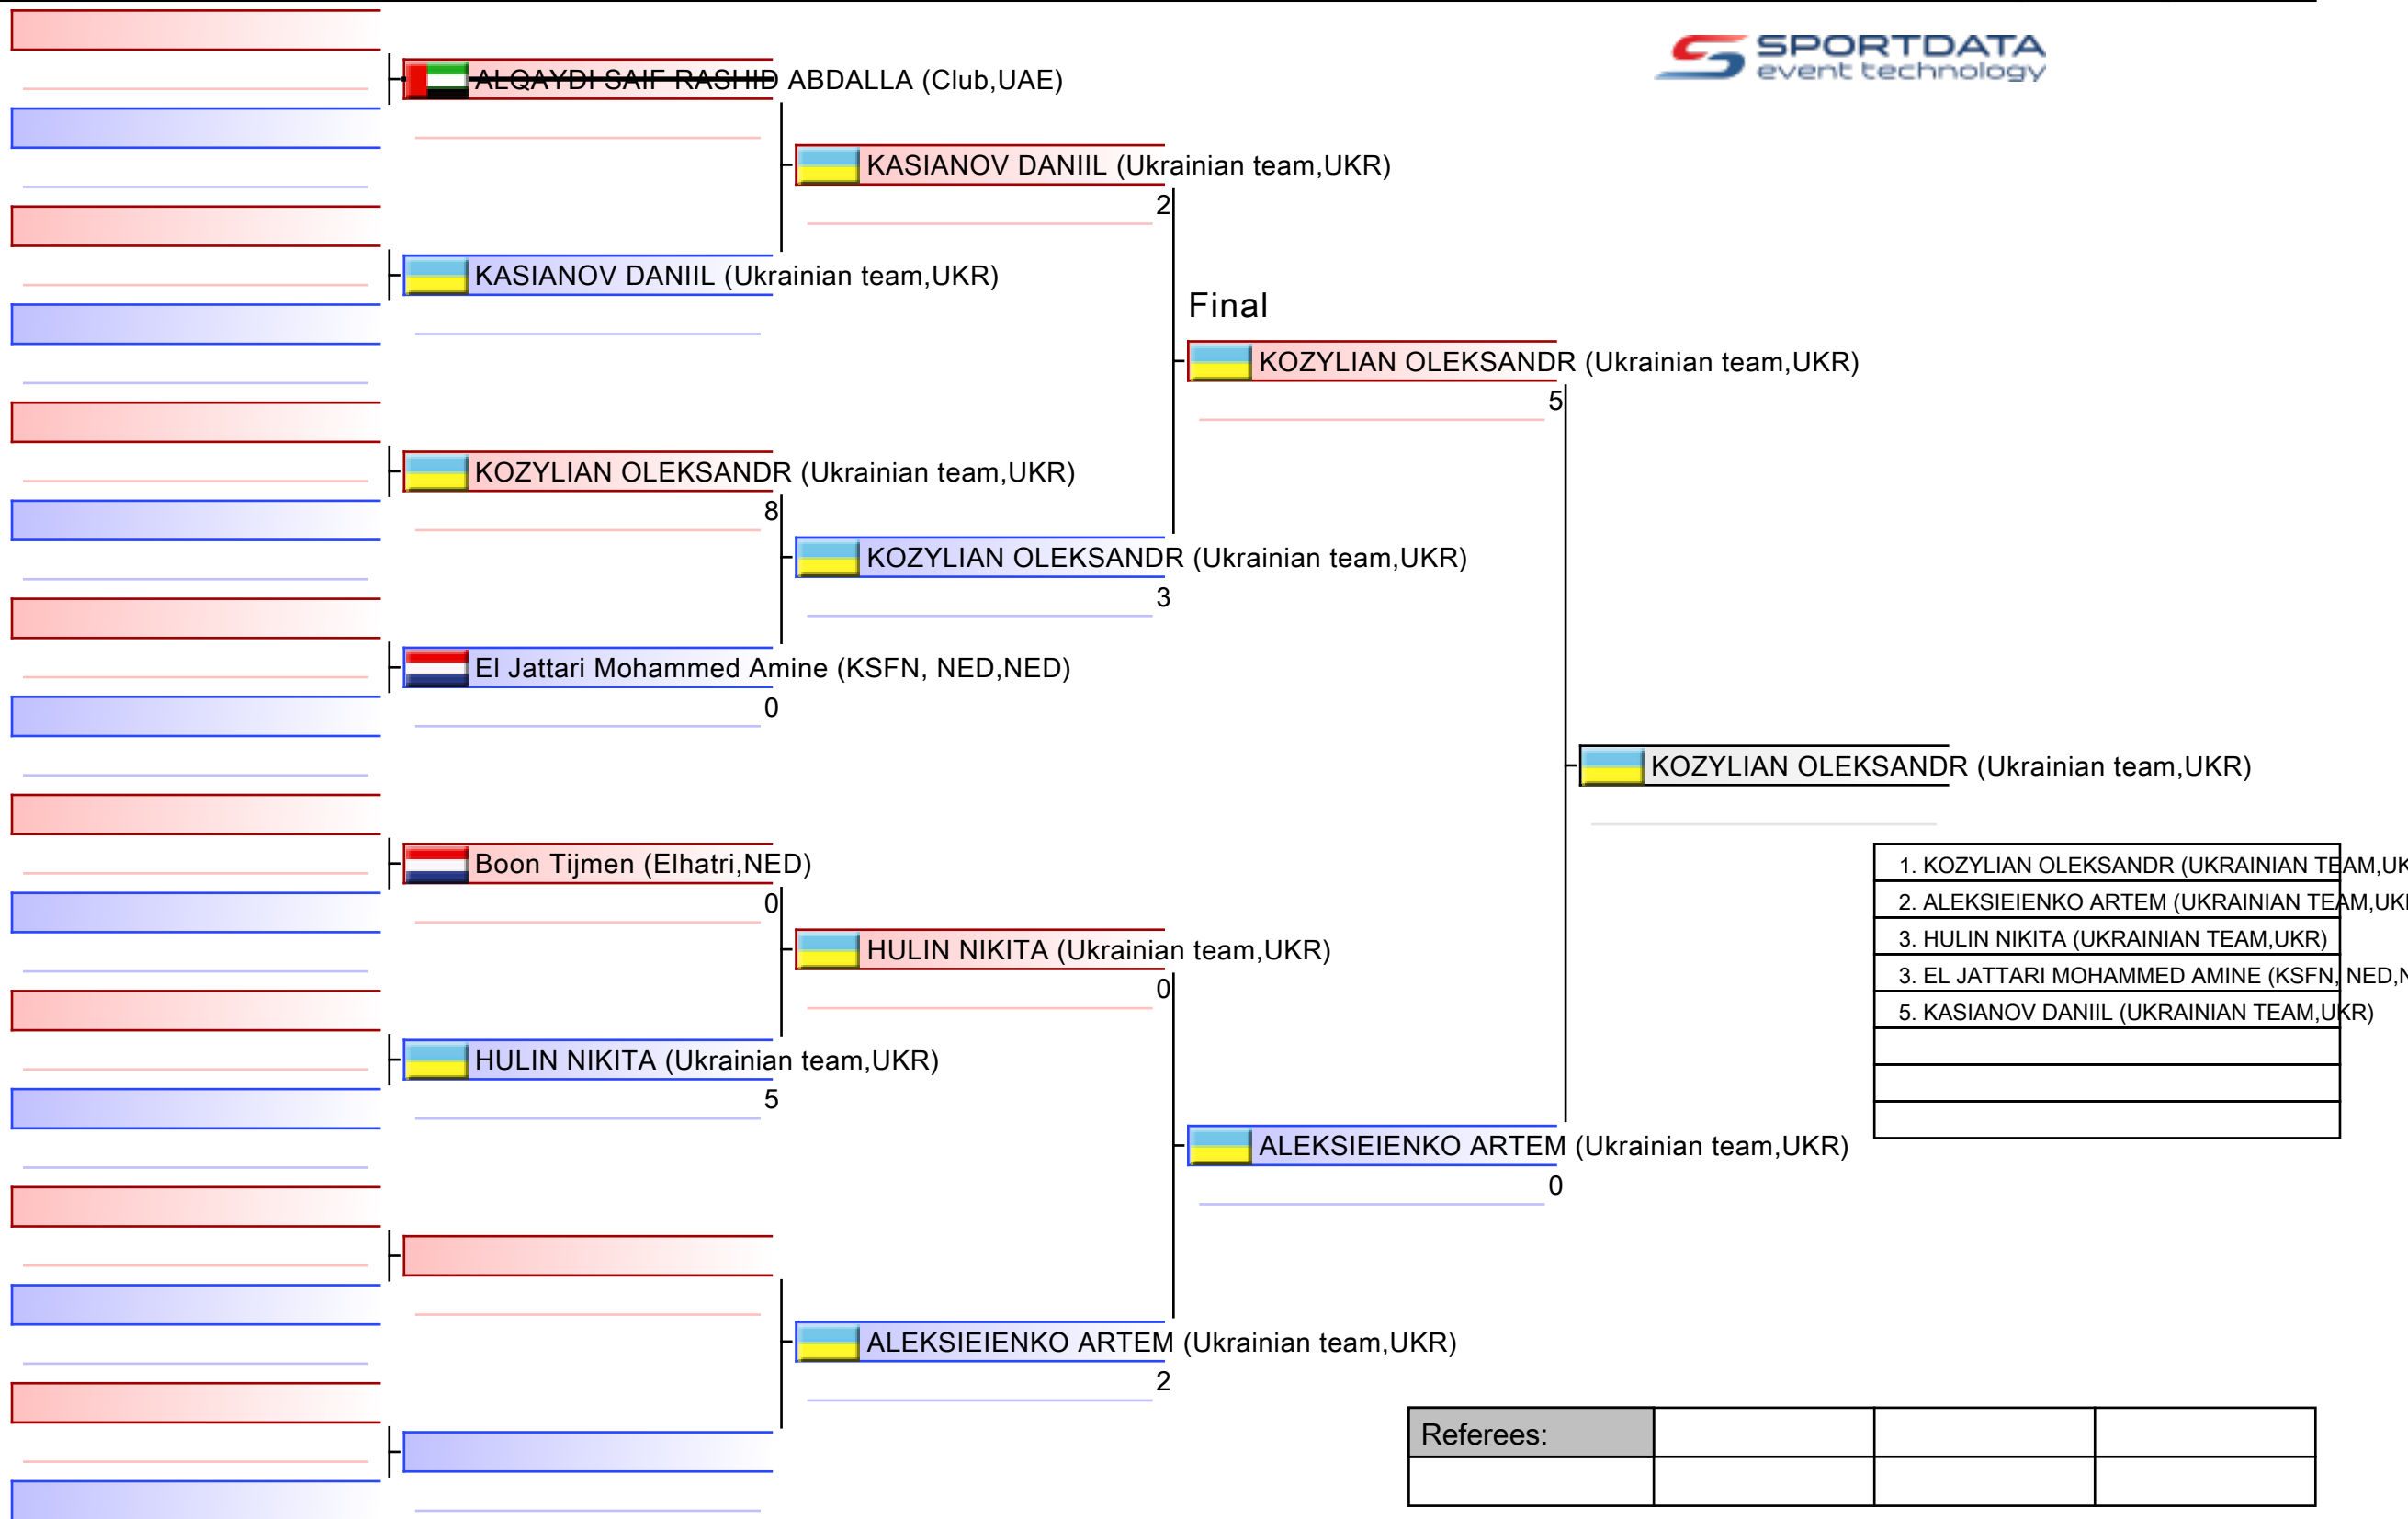 SPORTDATA
event technology
ALQAYDI SAIF RASHID ABDALLA (Club,UAE)
KASIANOV DANIIL (Ukrainian team,UKR)
2
KASIANOV DANIIL (Ukrainian team,UKR)
Final
KOZYLIAN OLEKSANDR (Ukrainian team,UKR)
5
KOZYLIAN OLEKSANDR (Ukrainian team,UKR)
8
KOZYLIAN OLEKSANDR (Ukrainian team,UKR)
3
El Jattari Mohammed Amine (KSFN, NED,NED)
0
KOZYLIAN OLEKSANDR (Ukrainian team,UKR)
Boon Tijmen (Elhatri,NED)
0
1. KOZYLIAN OLEKSANDR (UKRAINIAN TEAM,UK
2. ALEKSIEIENKO ARTEM (UKRAINIAN TEAM,UK
3. HULIN NIKITA (UKRAINIAN TEAM,UKR)
3. EL JATTARI MOHAMMED AMINE (KSFN, NED,N
5. KASIANOV DANIIL (UKRAINIAN TEAM,UKR)
HULIN NIKITA (Ukrainian team,UKR)
0
HULIN NIKITA (Ukrainian team,UKR)
5
ALEKSIEIENKO ARTEM (Ukrainian team,UKR)
0
ALEKSIEIENKO ARTEM (Ukrainian team,UKR)
2
Referees: